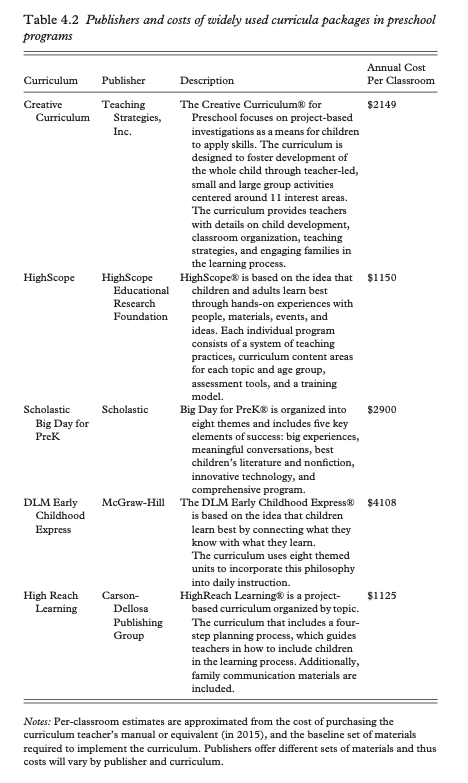 Table 4.2 Publishers and costs of widely used curricula packages in preschool
programs
Annual Cost
Curriculum Publisher Description Per Classroom
Creative Teaching The Creative Curriculum® for $2149
Curriculum Strategies, Preschool focuses on project-based
Inc. investigations as a means for children
to apply skills. The curriculum is
designed to foster development of
the whole child through teacher-led,
small and large group activities
centered around 11 interest areas.
The curriculum provides teachers
with details on child development,
classroom organization, teaching
strategies, and engaging families in
the learning process.
HighScope HighScope HighScope® is based on the idea that $1150
Educational children and adults learn best
Research through hands-on experiences with
Foundation people, materials, events, and
ideas. Each individual program
consists of a system of teaching
practices, curriculum content areas
for each topic and age group,
assessment tools, and a training
model.
Scholastic Scholastic Big Day for PreK® is organized into $2900
Big Day for eight themes and includes five key
PreK elements of success: big experiences,
meaningful conversations, best
children's literature and nonfiction,
innovative technology, and
comprehensive program.
DLM Early McGraw-Hill The DLM Early Childhood Express® $4108
Childhood is based on the idea that children
Express learn best by connecting what they
know with what they learn.
The curriculum uses eight themed
units to incorporate this philosophy
into daily instruction.
High Reach Carson- HighReach Learning® is a project- $1125
Learning Dellosa based curriculum organized by topic.
Publishing The curriculum that includes a four-
Group step planning process, which guides
teachers in how to include children
in the learning process. Additionally,
family communication materials are
included.
Notes: Per-classroom estimates are approximated from the cost of purchasing the
curriculum teacher's manual or equivalent (in 2015), and the baseline set of materials
required to implement the curriculum. Publishers offer different sets of materials and thus
costs will vary by publisher and curriculum.